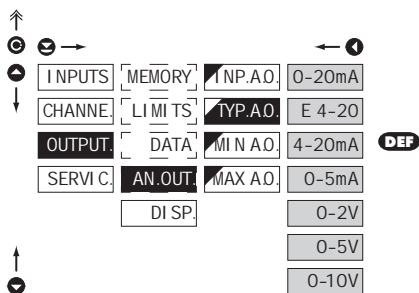 INPUTS MEMORY INP.A.O. 0-20mA
CHANNE. LIMITS TYP.A.O. E 4-20
OUTPUT. DATA MIN A.O. 4-20mA DEF
SERVIC. AN.OUT. MAX A.O. 0-5mA
DISP. 0-2V
0-5V
0-10V